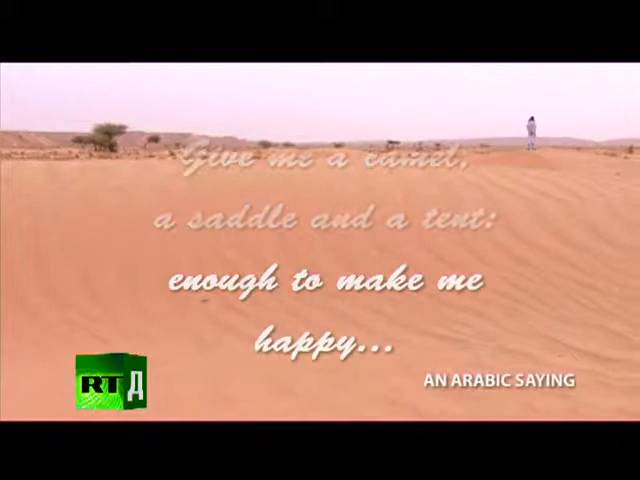 Give me a camel,
a saddle and a tent:
enough to make me
happy...
AN ARABIC SAYING
RT Д